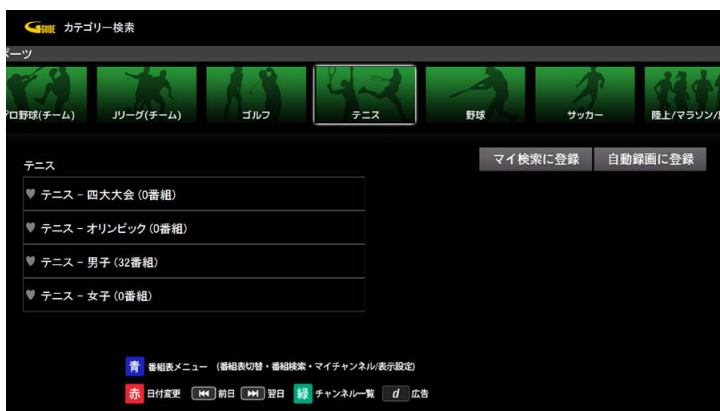 GGUIDE カテゴリー検索
ポーツ
プロ野球(チーム) Jリーグ(チーム) ゴルフ テニス 野球 サッカー 陸上/マラソン/
テニス
マイ検索に登録 自動録画に登録
テニス – 四大大会 (0番組)
テニス – オリンピック (0番組)
テニス – 男子 (32番組)
テニス – 女子 (0番組)
青 番組表メニュー (番組表切替・番組検索・マイチャンネル/表示設定)
赤 日付変更 前日 翌日 緑 チャンネル一覧 d 広告